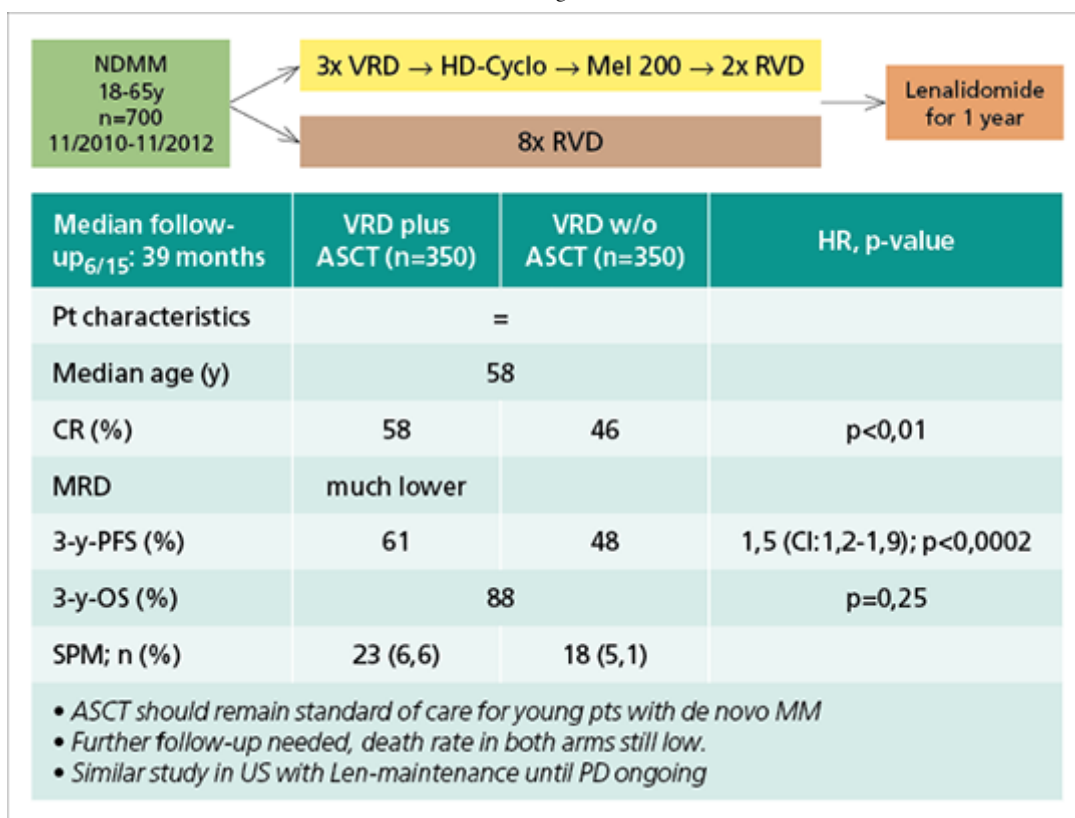 NDMM
18-65y
n=700
11/2010-11/2012
3x VRD → HD-Cyclo → Mel 200 → 2x RVD
8x RVD
Lenalidomide
for 1 year
Median follow-
up6/15: 39 months
VRD plus
ASCT (n=350)
VRD w/o
ASCT (n=350)
HR, p-value
Pt characteristics =
Median age (y) 58
CR (%) 58 46 p<0,01
MRD much lower
3-y-PFS (%) 61 48 1,5 (CI:1,2-1,9); p<0,0002
3-y-OS (%) 88 p=0,25
SPM; n (%) 23 (6,6) 18 (5,1)
• ASCT should remain standard of care for young pts with de novo MM
• Further follow-up needed, death rate in both arms still low.
• Similar study in US with Len-maintenance until PD ongoing